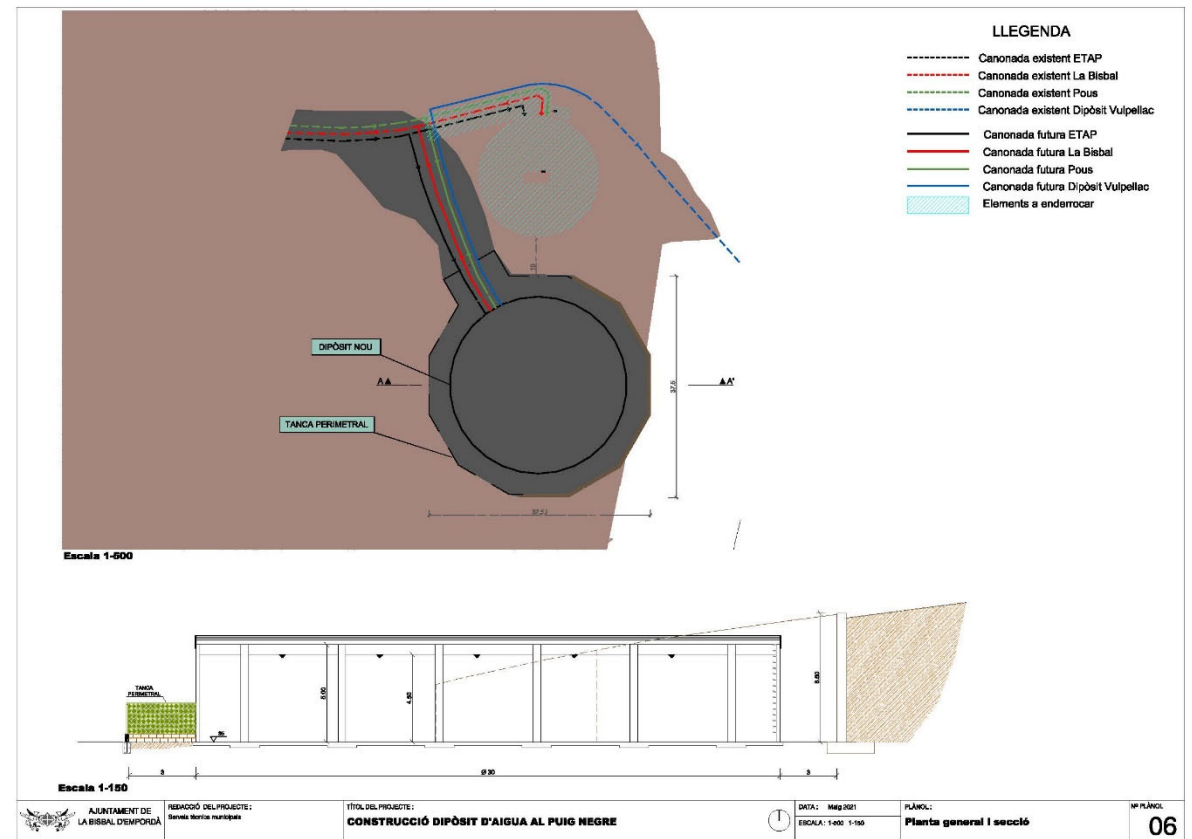 LLEGENDA
Canonada existent ETAP
Canonada existent La Bisbal
Canonada existent Pous
Canonada existent Dipòsit Vulpellac
Canonada futura ETAP
Canonada futura La Bisbal
Canonada futura Pous
Canonada futura Dipòsit Vulpellac
Elements a enderrocar
10
DIPÒSIT NOU
A
A'
37.5
TANCA PERIMETRAL
Escala 1-500
TANCA
PERIMETRAL
5.00
4.50
3
Ø 30
3
Escala 1-150
AJUNTAMENT DE
LA BISBAL D'EMPORDÀ
REDACCIÓ DEL PROJECTE :
Serveis tècnics municipals
TÍTOL DEL PROJECTE :
CONSTRUCCIÓ DIPÒSIT D'AIGUA AL PUIG NEGRE
DATA : Maig 2021
ESCALA : 1-500 1-150
PLÀNOL :
Planta general i secció
Nº PLÀNOL
06